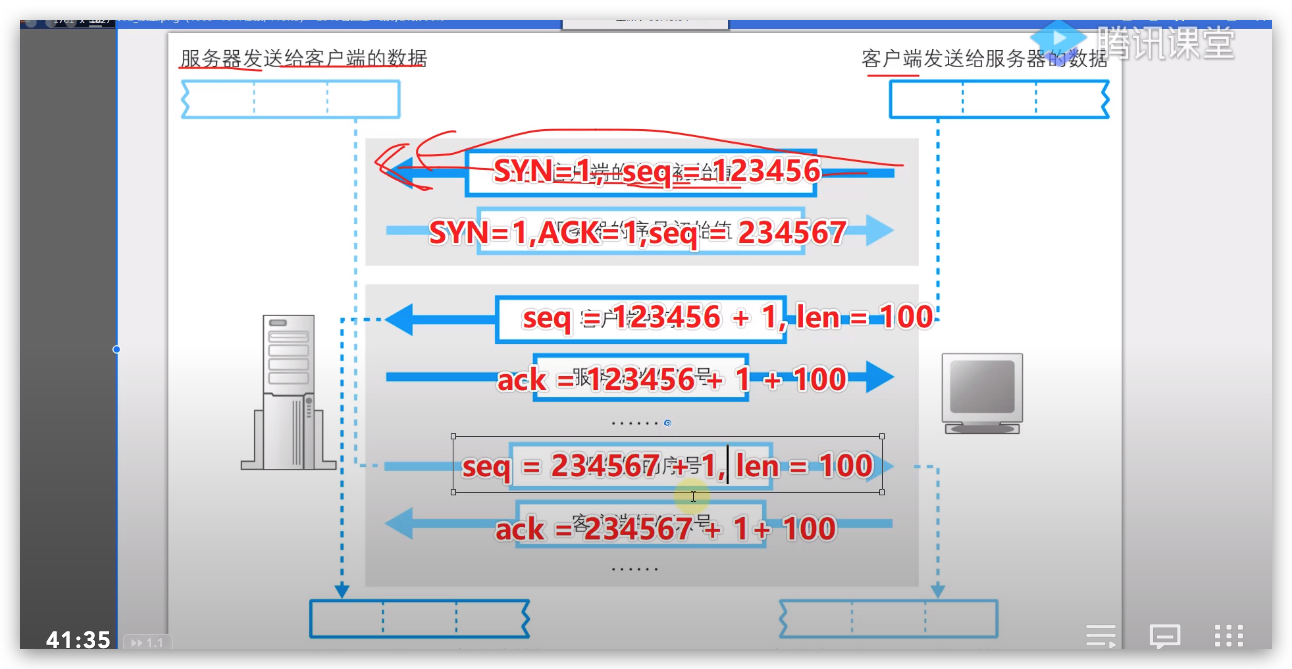 服务器发送给客户端的数据
客户端发送给服务器的数据
腾讯课堂
SYN=1, seq = 123456
SYN=1,ACK=1,seq = 234567
seq = 123456 + 1, len = 100
ack = 123456 + 1 + 100
······
seq = 234567 + 1, len = 100
ack = 234567 + 1+ 100
······
41:35
1.1